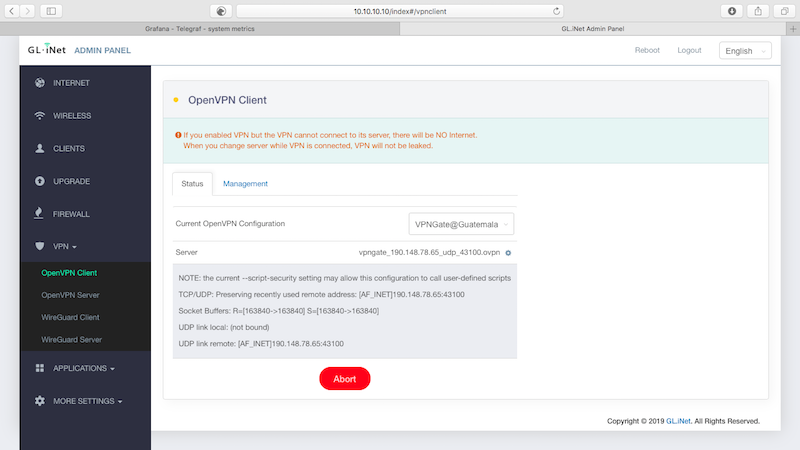 10.10.10.10/index#/vpnclient
Grafana - Telegraf - system metrics
GL.iNet Admin Panel
GL·iNet ADMIN PANEL
Reboot
Logout
English
INTERNET
WIRELESS
CLIENTS
UPGRADE
FIREWALL
VPN
OpenVPN Client
OpenVPN Server
WireGuard Client
WireGuard Server
APPLICATIONS
MORE SETTINGS
OpenVPN Client
If you enabled VPN but the VPN cannot connect to its server, there will be NO Internet.
When you change server while VPN is connected, VPN will not be leaked.
Status
Management
Current OpenVPN Configuration
VPNGate@Guatemala
Server
vpngate_190.148.78.65_udp_43100.ovpn
NOTE: the current --script-security setting may allow this configuration to call user-defined scripts
TCP/UDP: Preserving recently used remote address: [AF_INET]190.148.78.65:43100
Socket Buffers: R=[163840->163840] S=[163840->163840]
UDP link local: (not bound)
UDP link remote: [AF_INET]190.148.78.65:43100
Abort
Copyright © 2019 GL.iNet. All Rights Reserved.